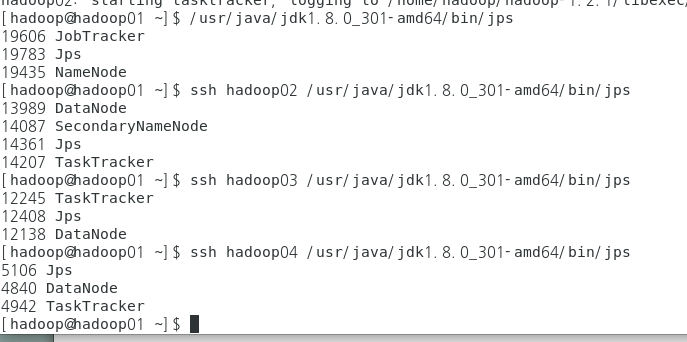 hadoop02: starting tasktracker, logging to /home/hadoop/hadoop-1.2.1/libexec/
[hadoop@hadoop01 ~]$ /usr/java/jdk1.8.0_301-amd64/bin/jps
19606 JobTracker
19783 Jps
19435 NameNode
[hadoop@hadoop01 ~]$ ssh hadoop02 /usr/java/jdk1.8.0_301-amd64/bin/jps
13989 DataNode
14087 SecondaryNameNode
14361 Jps
14207 TaskTracker
[hadoop@hadoop01 ~]$ ssh hadoop03 /usr/java/jdk1.8.0_301-amd64/bin/jps
12245 TaskTracker
12408 Jps
12138 DataNode
[hadoop@hadoop01 ~]$ ssh hadoop04 /usr/java/jdk1.8.0_301-amd64/bin/jps
5106 Jps
4840 DataNode
4942 TaskTracker
[hadoop@hadoop01 ~]$